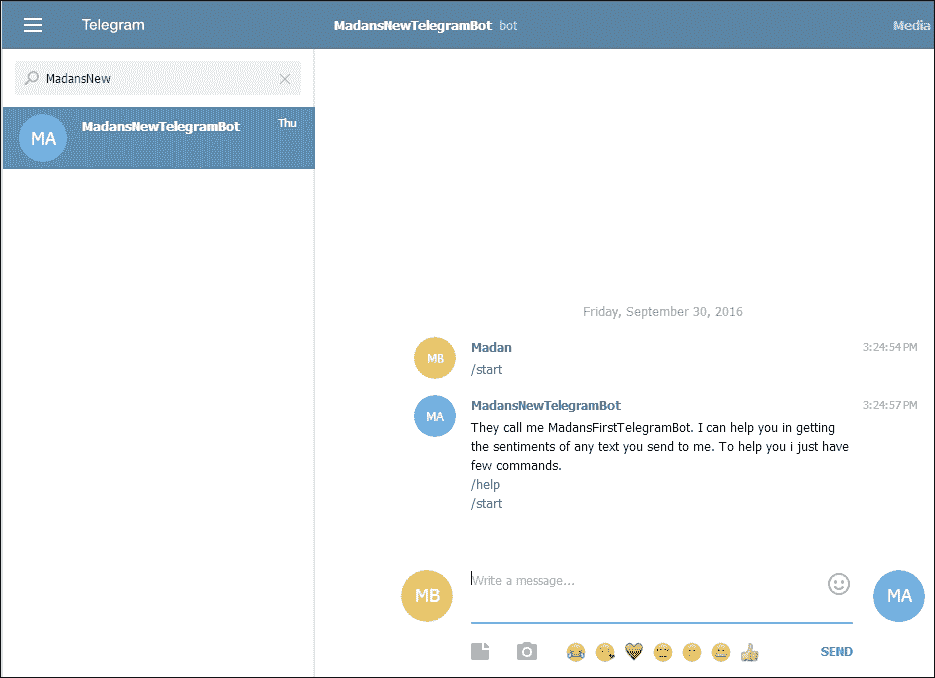 Telegram
MadansNewTelegramBot bot
Media
MadansNew
MA
MadansNewTelegramBot
Thu
Friday, September 30, 2016
MB
Madan
3:24:54 PM
/start
MA
MadansNewTelegramBot
3:24:57 PM
They call me MadansFirstTelegramBot. I can help you in getting
the sentiments of any text you send to me. To help you i just have
few commands.
/help
/start
MB
Write a message...
MA
SEND